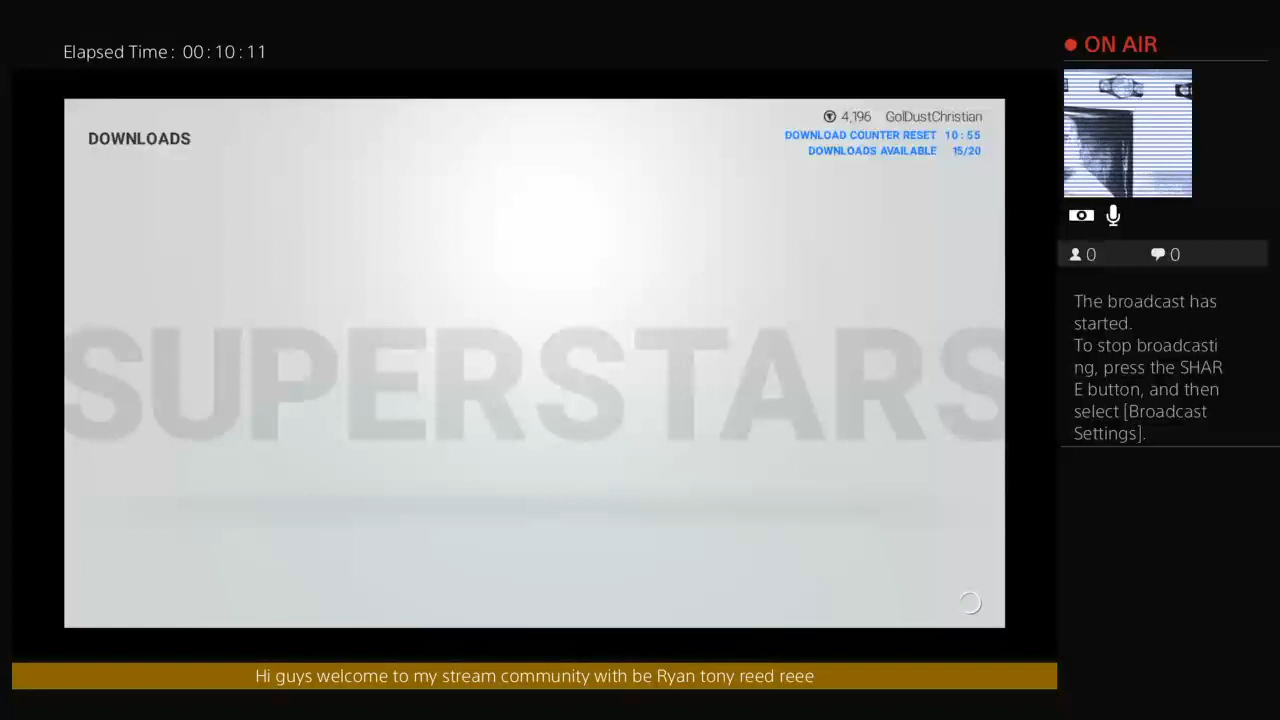 Elapsed Time: 00:10:11
ON AIR
4,196 GolDustChristian
DOWNLOADS
DOWNLOAD COUNTER RESET 10:55
DOWNLOADS AVAILABLE 15/20
0 0
The broadcast has
started.
To stop broadcasti
ng, press the SHAR
E button, and then
select [Broadcast
Settings].
SUPERSTARS
Hi guys welcome to my stream community with be Ryan tony reed reee